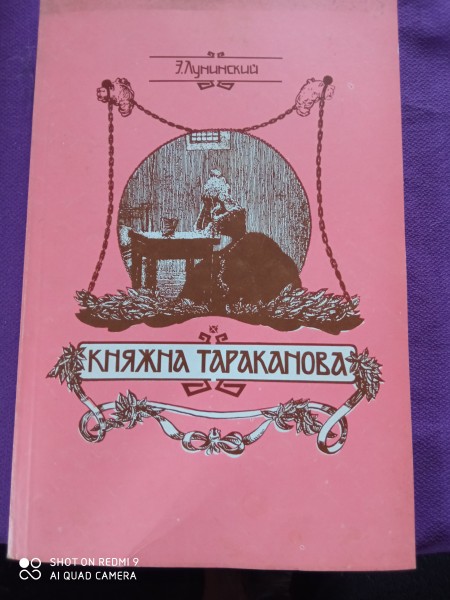 Э. Лунинский
КНЯЖНА ТАРАКАНОВА
SHOT ON REDMI 9
AI QUAD CAMERA